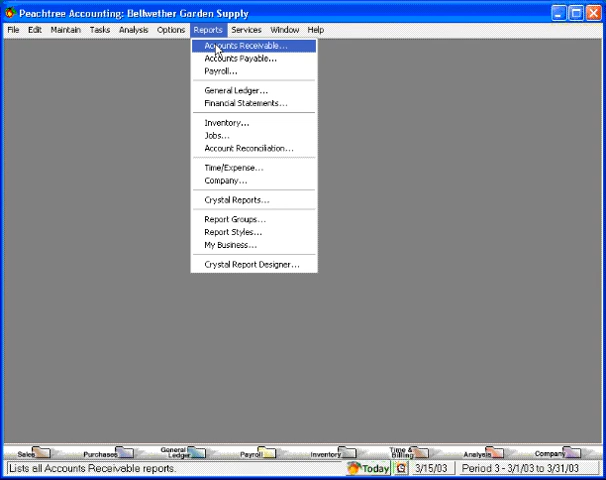 Peachtree Accounting: Bellwether Garden Supply
File Edit Maintain Tasks Analysis Options Reports Services Window Help
Accounts Receivable...
Accounts Payable...
Payroll...
General Ledger...
Financial Statements...
Inventory...
Jobs...
Account Reconciliation...
Time/Expense...
Company...
Crystal Reports...
Report Groups...
Report Styles...
My Business...
Crystal Report Designer...
Sales Purchases General Ledger Payroll Inventory Time & Billing Analysis Company
Lists all Accounts Receivable reports. Today 3/15/03 Period 3 - 3/1/03 to 3/31/03